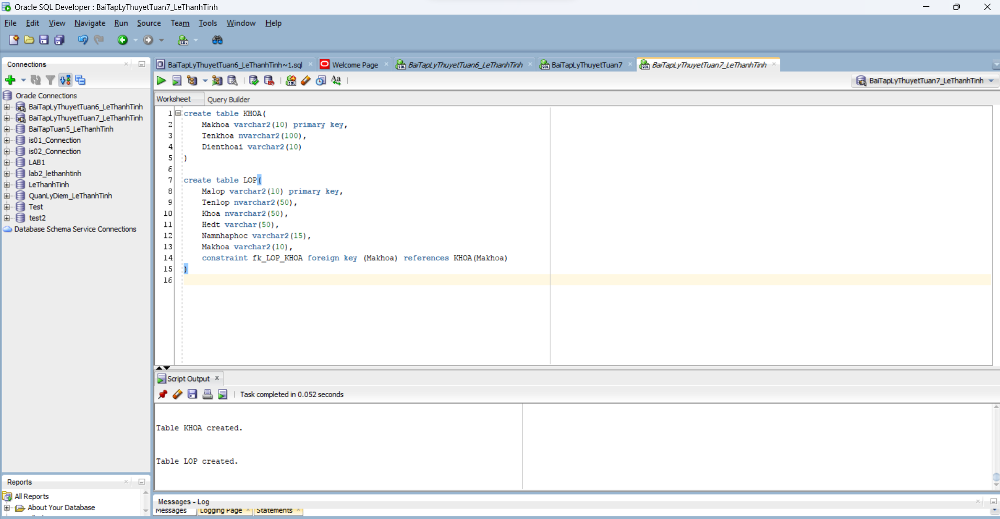 Oracle SQL Developer : BaiTapLyThuyetTuan7_LeThanhTinh
File Edit View Navigate Run Source Team Tools Window Help
Connections
Oracle Connections
BaiTapLyThuyetTuan6_LeThanhTinh
BaiTapLyThuyetTuan7_LeThanhTinh
BaiTapTuan5_LeThanhTinh
is01_Connection
is02_Connection
LAB1
lab2_lethanhtinh
LeThanhTinh
QuanLyDiem_LeThanhTinh
Test
test2
Database Schema Service Connections
Reports
All Reports
About Your Database
BaiTapLyThuyetTuan6_LeThanhTinh~1.sql Welcome Page BaiTapLyThuyetTuan6_LeThanhTinh BaiTapLyThuyetTuan7 BaiTapLyThuyetTuan7_LeThanhTinh
BaiTapLyThuyetTuan7_LeThanhTinh
Worksheet Query Builder
1 create table KHOA(
2 Makhoa varchar2(10) primary key,
3 Tenkhoa nvarchar2(100),
4 Dienthoai varchar2(10)
5 )
6
7 create table LOP(
8 Malop varchar2(10) primary key,
9 Tenlop nvarchar2(50),
10 Khoa nvarchar2(50),
11 Hedt varchar(50),
12 Namnhaphoc varchar2(15),
13 Makhoa varchar2(10),
14 constraint fk_LOP_KHOA foreign key (Makhoa) references KHOA(Makhoa)
15 )
16
Script Output
Task completed in 0.052 seconds
Table KHOA created.
Table LOP created.
Messages - Log
Messages Logging Page Statements